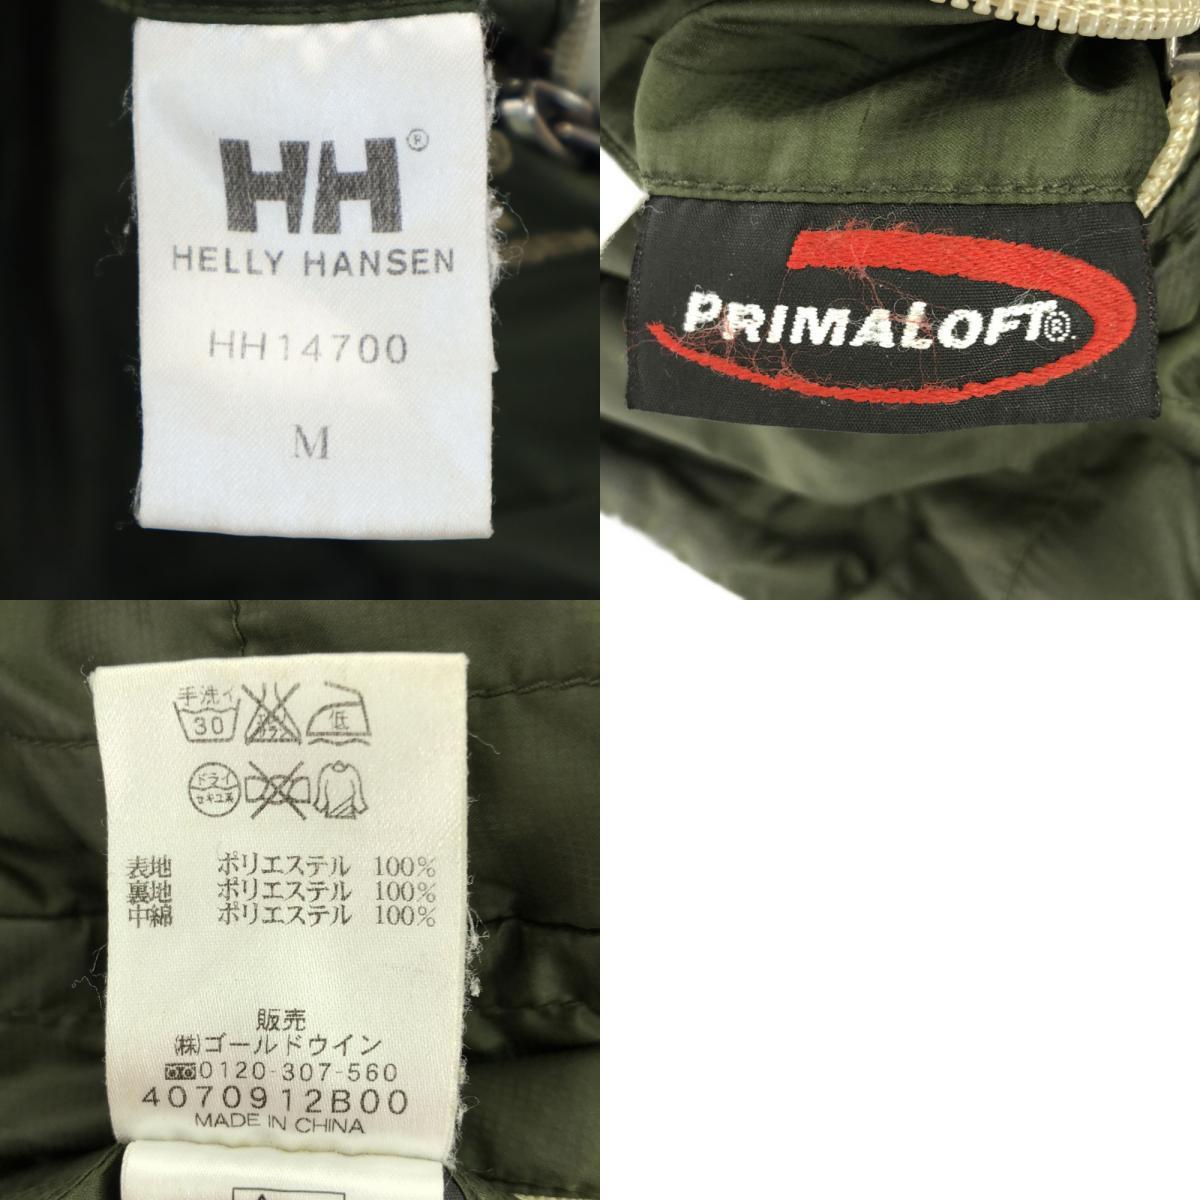 HH®
HELLY HANSEN
HH14700
M
PRIMALOFT®
手洗イ
30
低
ドライ
セキユ系
表地 ポリエステル 100%
裏地 ポリエステル 100%
中綿 ポリエステル 100%
販売
(株)ゴールドウイン
0120-307-560
4070912B00
MADE IN CHINA